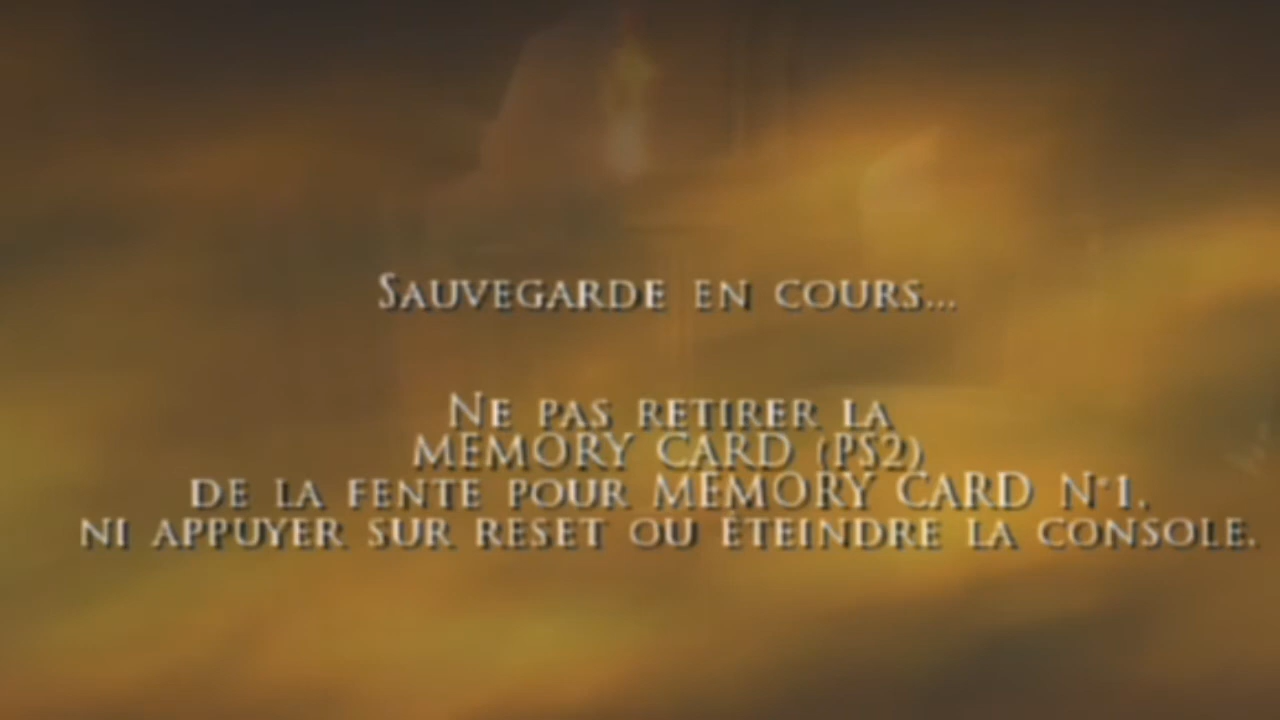 Sauvegarde en cours...
Ne pas retirer la
MEMORY CARD (PS2)
de la fente pour MEMORY CARD N°1,
ni appuyer sur reset ou éteindre la console.